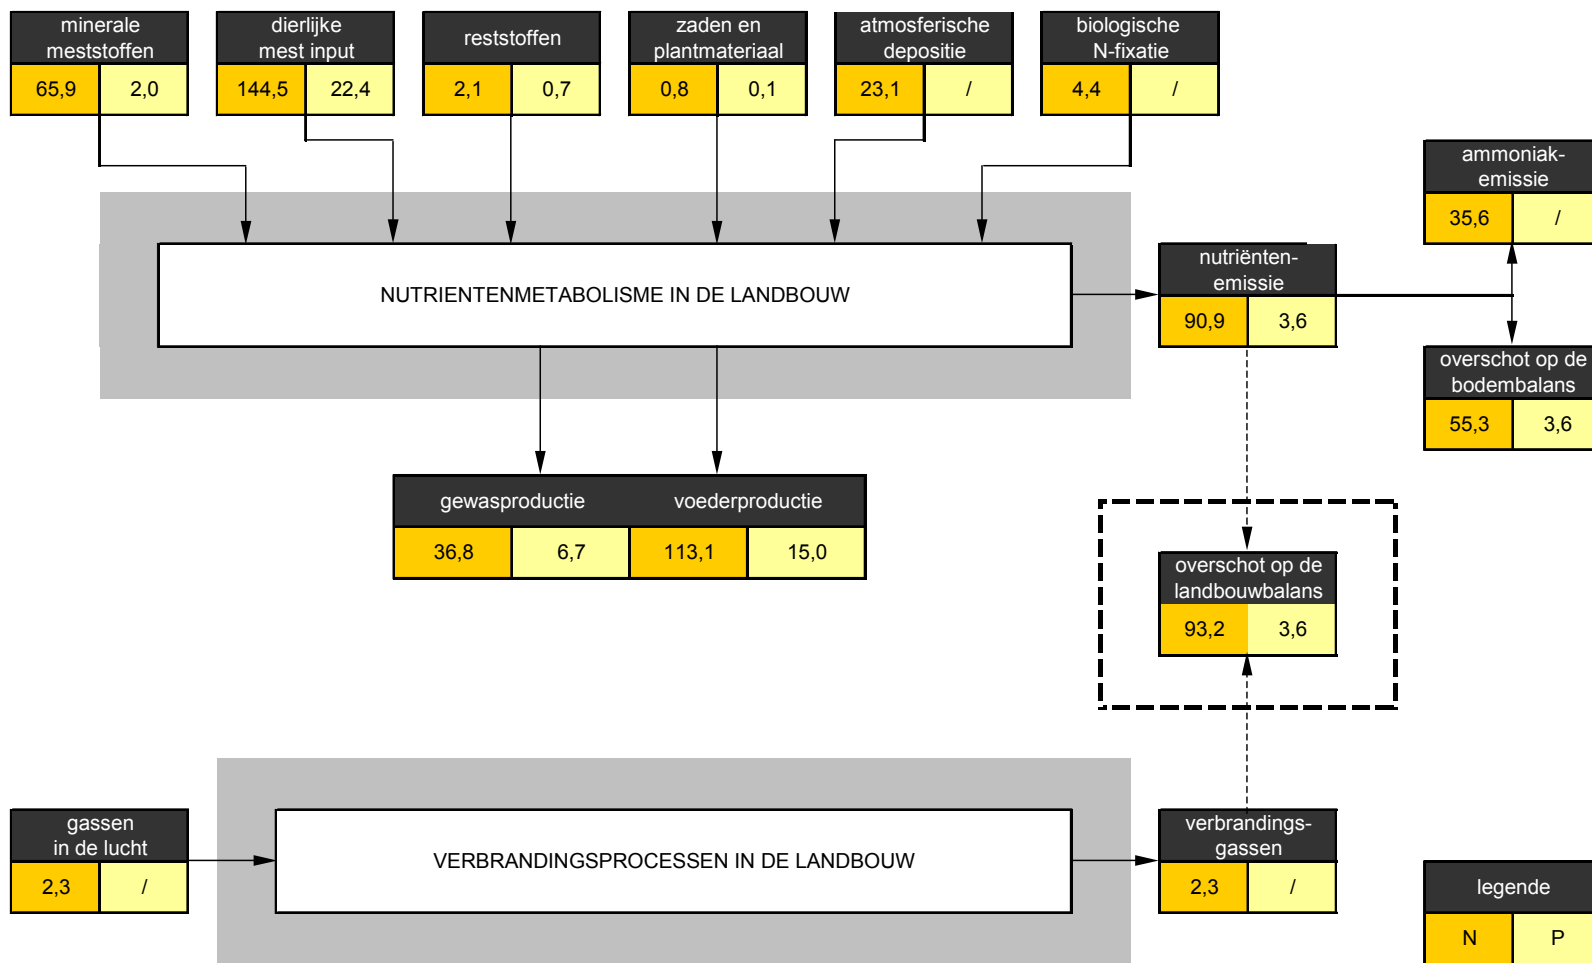 minerale
meststoffen
65,9 2,0
dierlijke
mest input
144,5 22,4
reststoffen
2,1 0,7
zaden en
plantmateriaal
0,8 0,1
atmosferische
depositie
23,1 /
biologische
N-fixatie
4,4 /
ammoniak-
emissie
35,6 /
NUTRIENTENMETABOLISME IN DE LANDBOUW
nutriënten-
emissie
90,9 3,6
overschot op de
bodembalans
55,3 3,6
gewasproductie voederproductie
36,8 6,7 113,1 15,0
overschot op de
landbouwbalans
93,2 3,6
gassen
in de lucht
2,3 /
VERBRANDINGSPROCESSEN IN DE LANDBOUW
verbrandings-
gassen
2,3 /
legende
N P